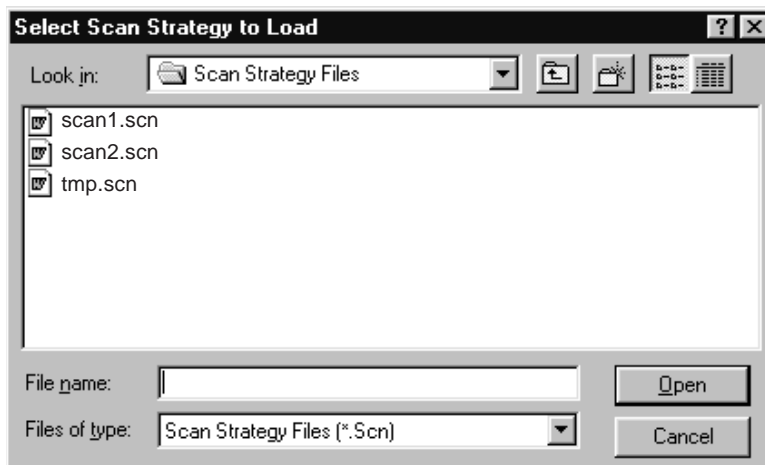 Select Scan Strategy to Load
Look in: Scan Strategy Files
scan1.scn
scan2.scn
tmp.scn
File name: Open
Files of type: Scan Strategy Files (*.Scn) Cancel